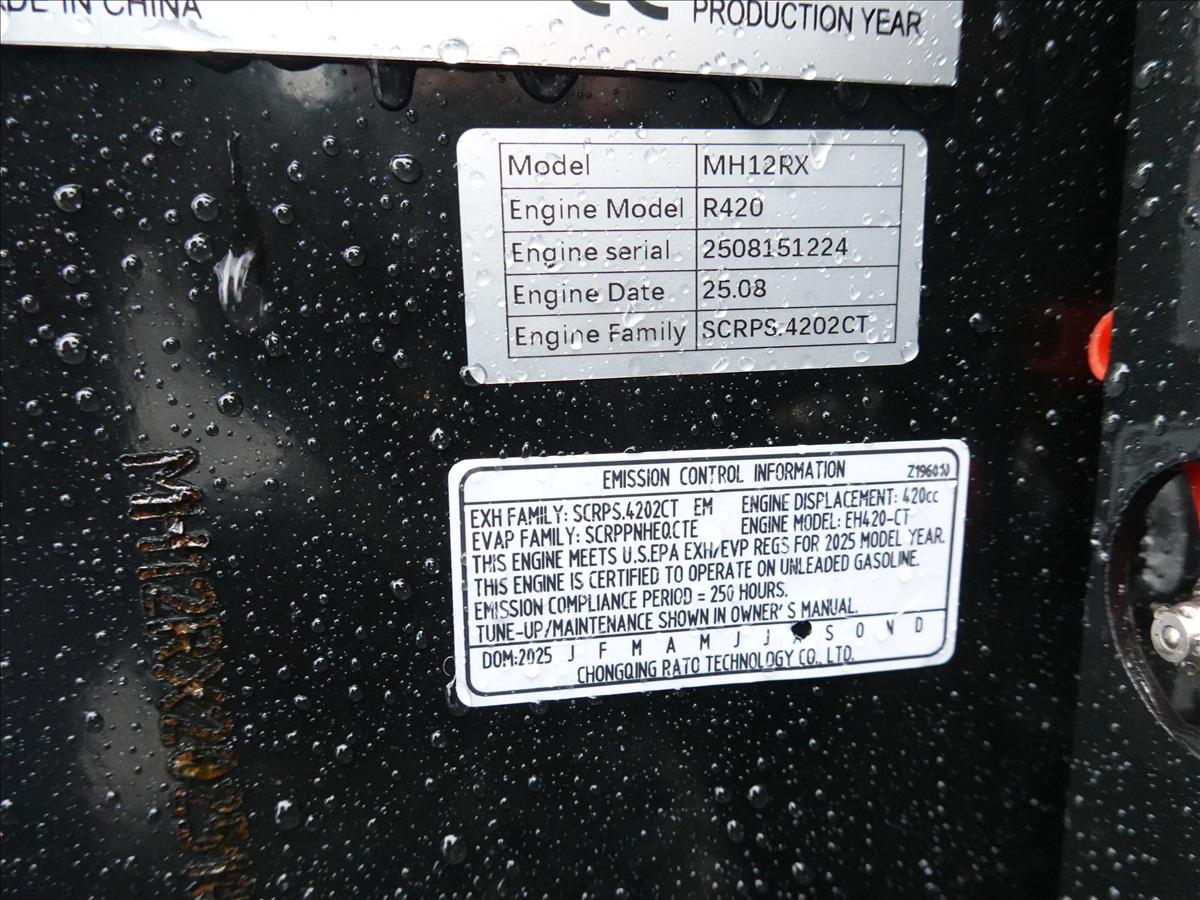 MADE IN CHINA
CE
PRODUCTION YEAR
Model MH12RX
Engine Model R420
Engine serial 2508151224
Engine Date 25.08
Engine Family SCRPS.4202CT
EMISSION CONTROL INFORMATION Z196010
EXH FAMILY: SCRPS.4202CT EM ENGINE DISPLACEMENT: 420cc
EVAP FAMILY: SCRPPNHEQ.CTE ENGINE MODEL: EH420-CT
THIS ENGINE MEETS U.S.EPA EXH/EVP REGS FOR 2025 MODEL YEAR.
THIS ENGINE IS CERTIFIED TO OPERATE ON UNLEADED GASOLINE.
EMISSION COMPLIANCE PERIOD = 250 HOURS.
TUNE-UP/MAINTENANCE SHOWN IN OWNER'S MANUAL.
DOM:2025 J F M A M J J A S O N D
CHONGQING RATO TECHNOLOGY CO., LTD.
MH12RX2025